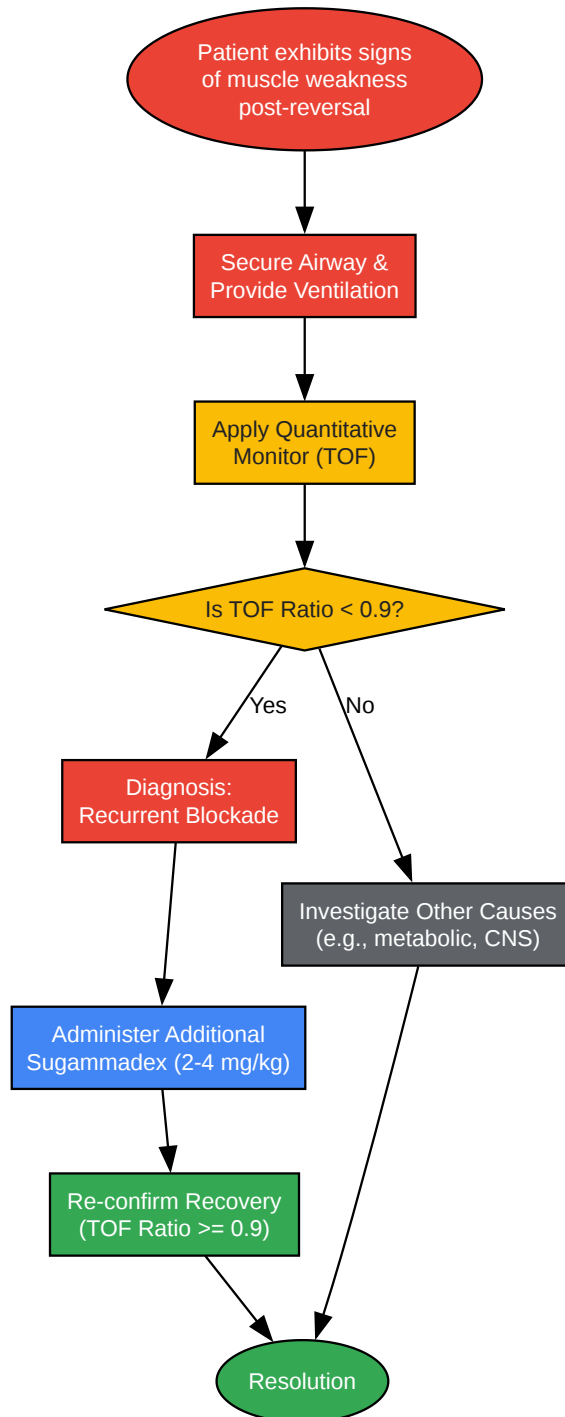 Patient exhibits signs
of muscle weakness
post-reversal
Secure Airway &
Provide Ventilation
Apply Quantitative
Monitor (TOF)
Is TOF Ratio < 0.9?
Yes
No
Diagnosis:
Recurrent Blockade
Investigate Other Causes
(e.g., metabolic, CNS)
Administer Additional
Sugammadex (2-4 mg/kg)
Re-confirm Recovery
(TOF Ratio >= 0.9)
Resolution